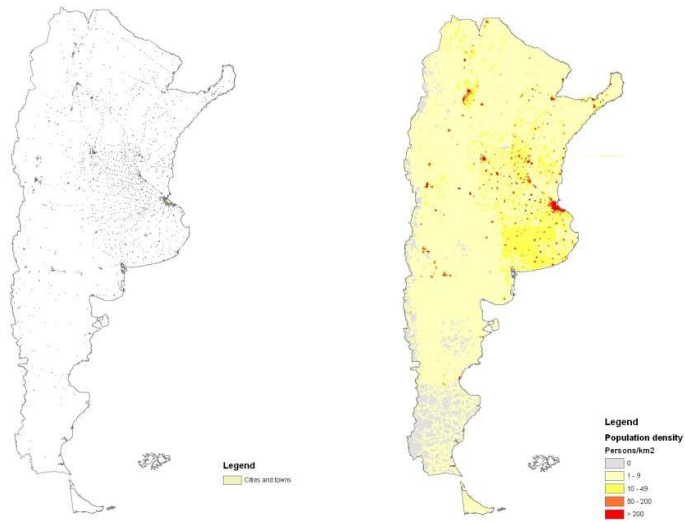 Legend
Cities and towns
Legend
Population density
Persons/km2
0
1 - 9
10 - 49
50 - 200
> 200